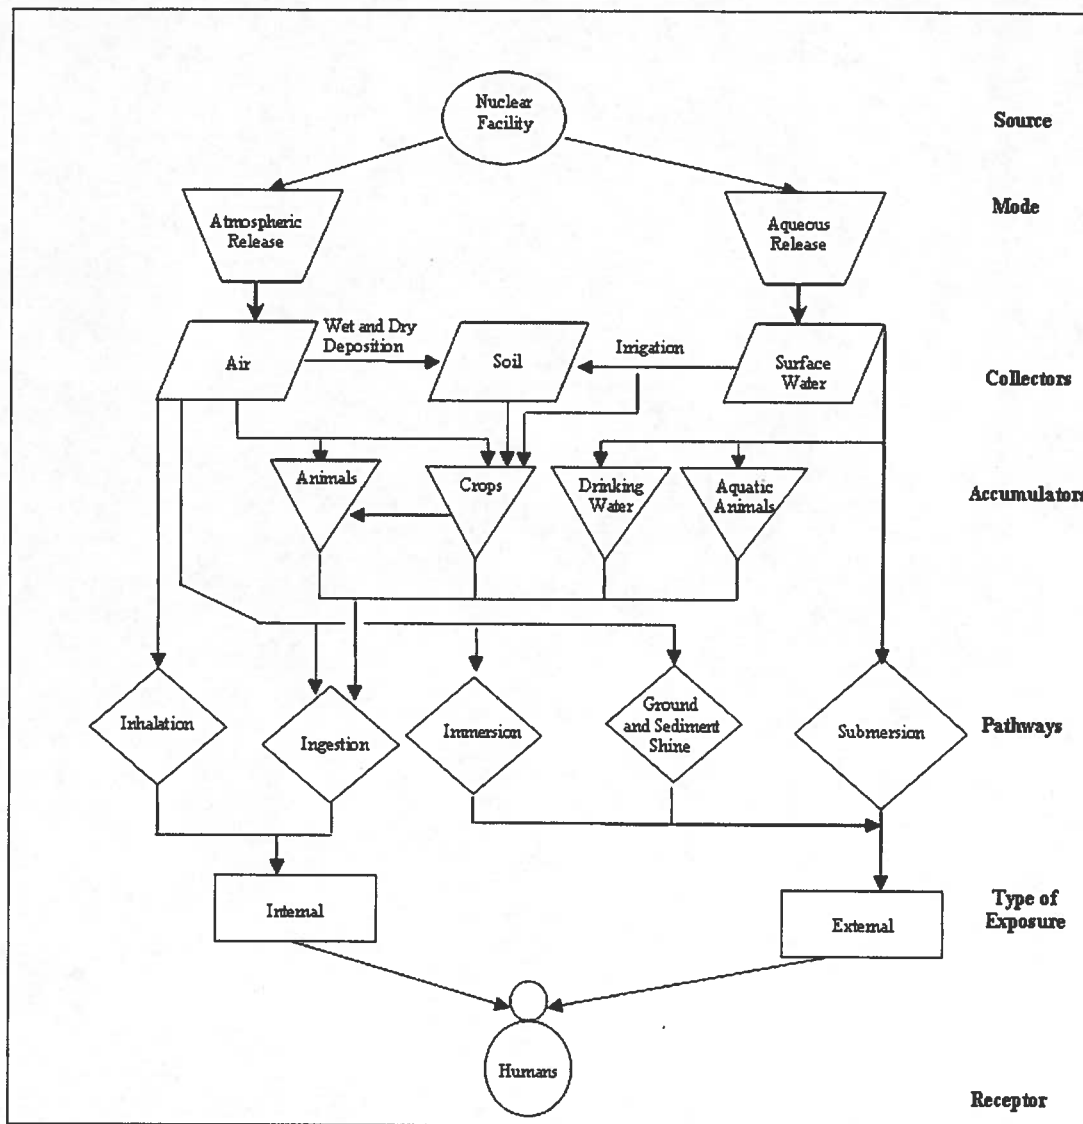 Nuclear
Facility
Source
Atmospheric
Release
Aqueous
Release
Mode
Wet and Dry
Deposition
Air
Soil
Irrigation
Surface
Water
Collectors
Animals
Crops
Drinking
Water
Aquatic
Animals
Accumulators
Inhalation
Ingestion
Immersion
Ground
and Sediment
Shine
Submersion
Pathways
Internal
External
Type of
Exposure
Humans
Receptor